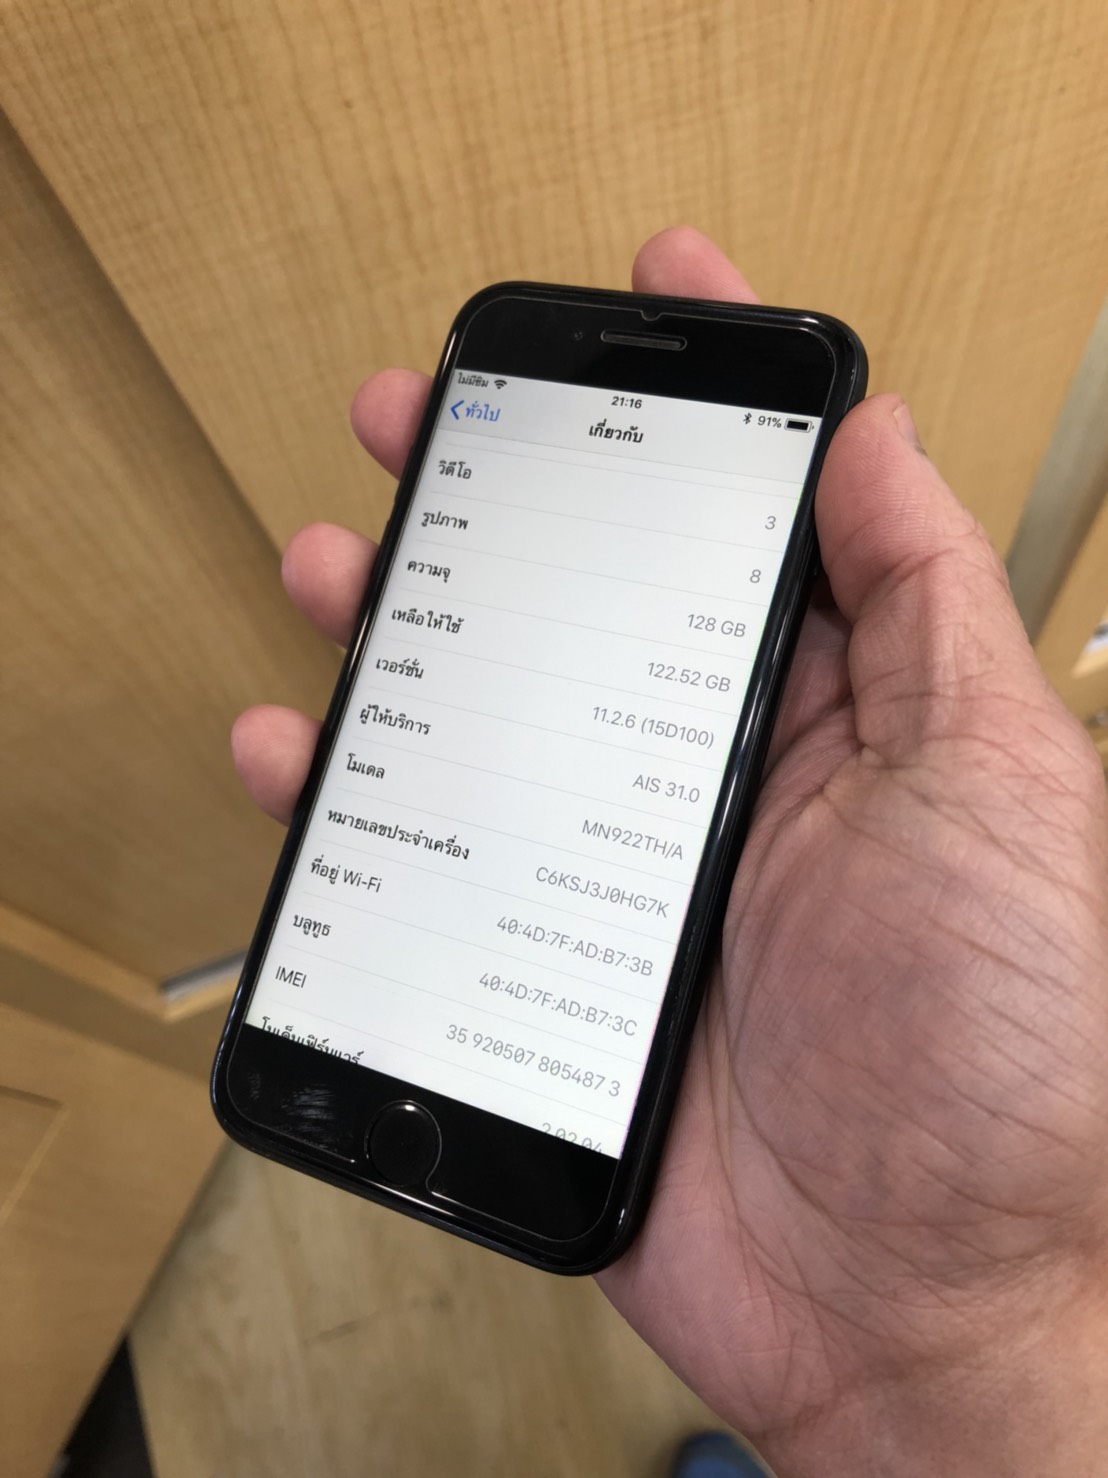 ไม่มีซิม
21:16
91%
ทั่วไป
เกี่ยวกับ
วิดีโอ 3
รูปภาพ 8
ความจุ 128 GB
เหลือให้ใช้ 122.52 GB
เวอร์ชั่น 11.2.6 (15D100)
ผู้ให้บริการ AIS 31.0
โมเดล MN922TH/A
หมายเลขประจำเครื่อง C6KSJ3J0HG7K
ที่อยู่ Wi-Fi 40:4D:7F:AD:B7:3B
บลูทูธ 40:4D:7F:AD:B7:3C
IMEI 35 920507 805487 3
โมเด็มเฟิร์มแวร์ 2.02.04